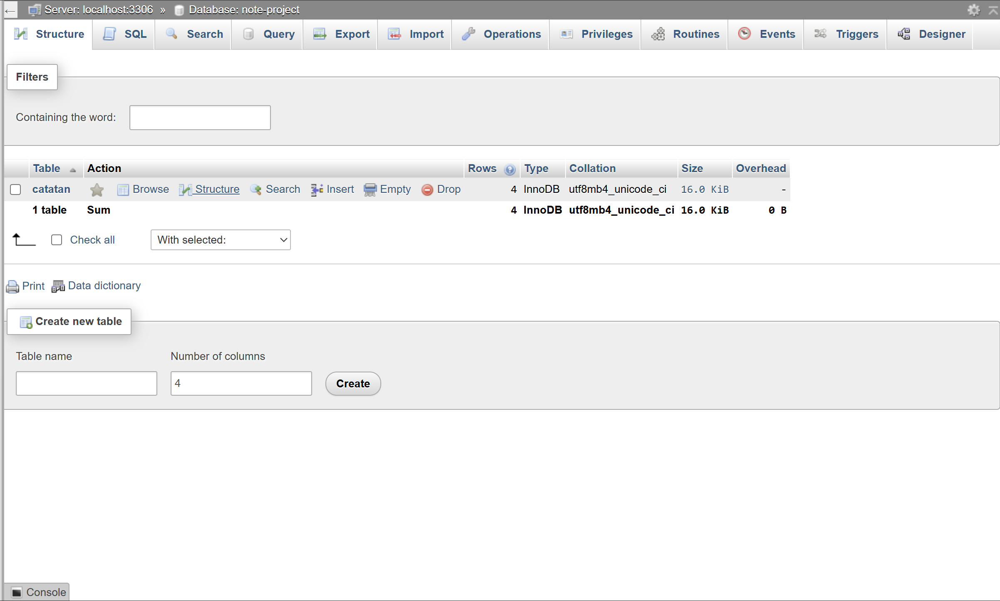 ← Server: localhost:3306 » Database: note-project
Structure SQL Search Query Export Import Operations Privileges Routines Events Triggers Designer
Filters
Containing the word:
Table Action Rows Type Collation Size Overhead
catatan Browse Structure Search Insert Empty Drop 4 InnoDB utf8mb4_unicode_ci 16.0 KiB -
1 table Sum 4 InnoDB utf8mb4_unicode_ci 16.0 KiB 0 B
Check all With selected:
Print Data dictionary
Create new table
Table name Number of columns
4 Create
Console